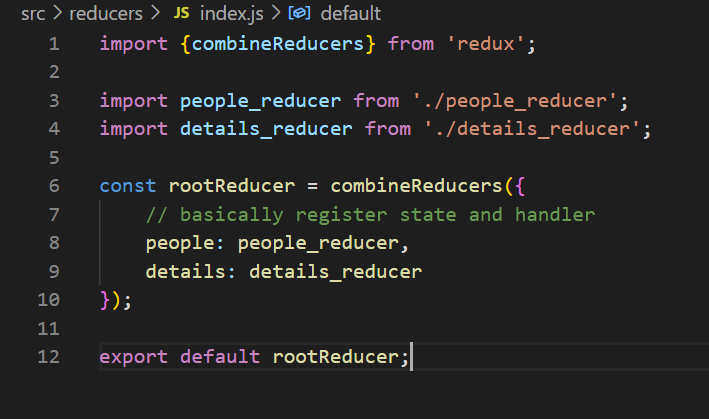 src > reducers > JS index.js > default
1 import {combineReducers} from 'redux';
2
3 import people_reducer from './people_reducer';
4 import details_reducer from './details_reducer';
5
6 const rootReducer = combineReducers({
7     // basically register state and handler
8     people: people_reducer,
9     details: details_reducer
10 });
11
12 export default rootReducer;